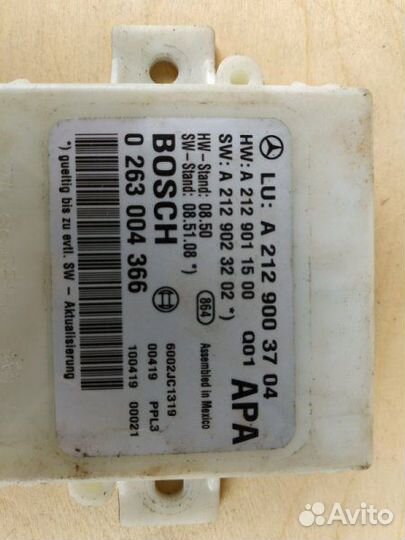 LU: A 212 900 37 04
HW: A 212 901 15 00 Q01
SW: A 212 902 32 02 *) APA
HW – Stand: 08.50
SW – Stand: 08.51.08 *)
864
Assembled in Mexico
BOSCH
6002JC1319
0 263 004 366
00419 PPL3
100419 00021
*) gueltig bis zu evtl. SW – Aktualisierung
Avito